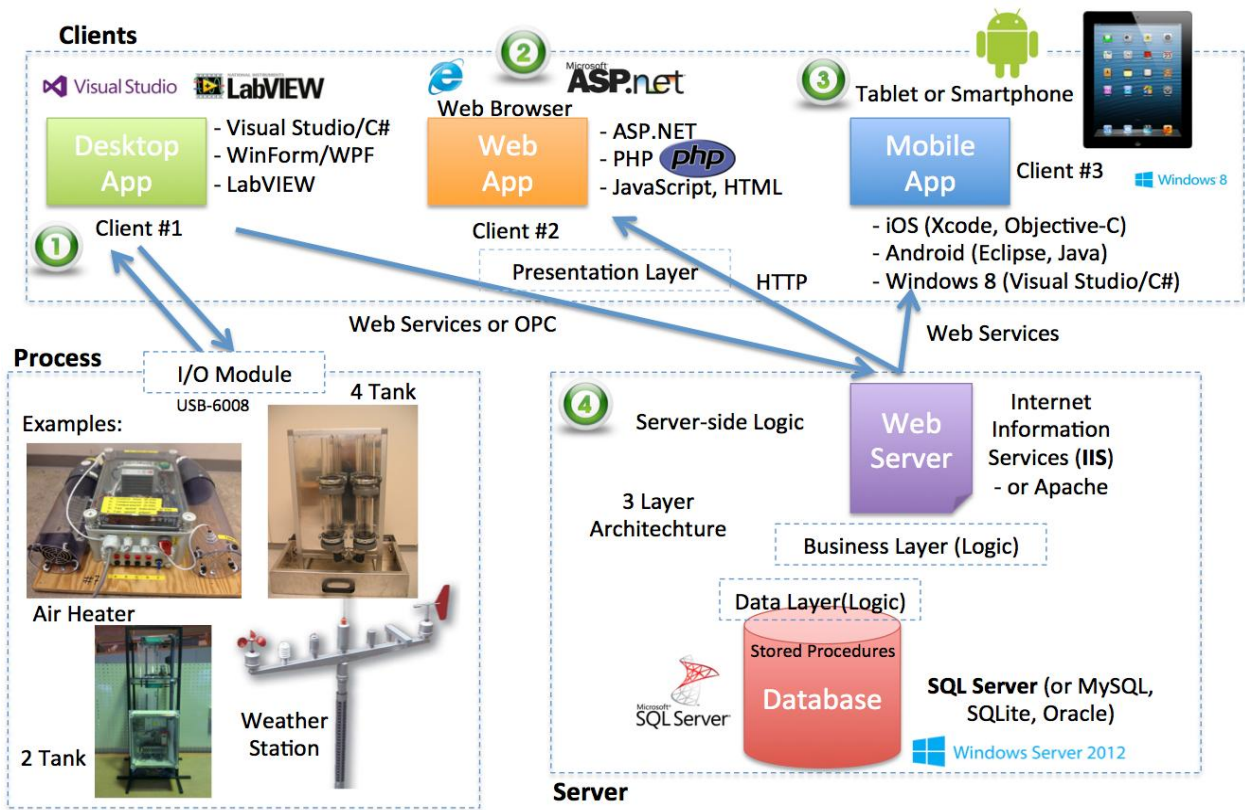 Clients
2
3
Visual Studio
NATIONAL INSTRUMENTS
LabVIEW
Microsoft
ASP.net
Web Browser
Tablet or Smartphone
Desktop
App
- Visual Studio/C#
- WinForm/WPF
- LabVIEW
Web
App
- ASP.NET
- PHP php
- JavaScript, HTML
Mobile
App
Client #3
Windows 8
1
Client #1
Client #2
- iOS (Xcode, Objective-C)
- Android (Eclipse, Java)
- Windows 8 (Visual Studio/C#)
Presentation Layer
HTTP
Web Services or OPC
Web Services
Process
I/O Module
USB-6008
4 Tank
Examples:
Air Heater
2 Tank
Weather
Station
4
Server-side Logic
Web
Server
Internet
Information
Services (IIS)
- or Apache
3 Layer
Architechture
Business Layer (Logic)
Data Layer(Logic)
Stored Procedures
Database
Microsoft
SQL Server
SQL Server (or MySQL,
SQLite, Oracle)
Windows Server 2012
Server